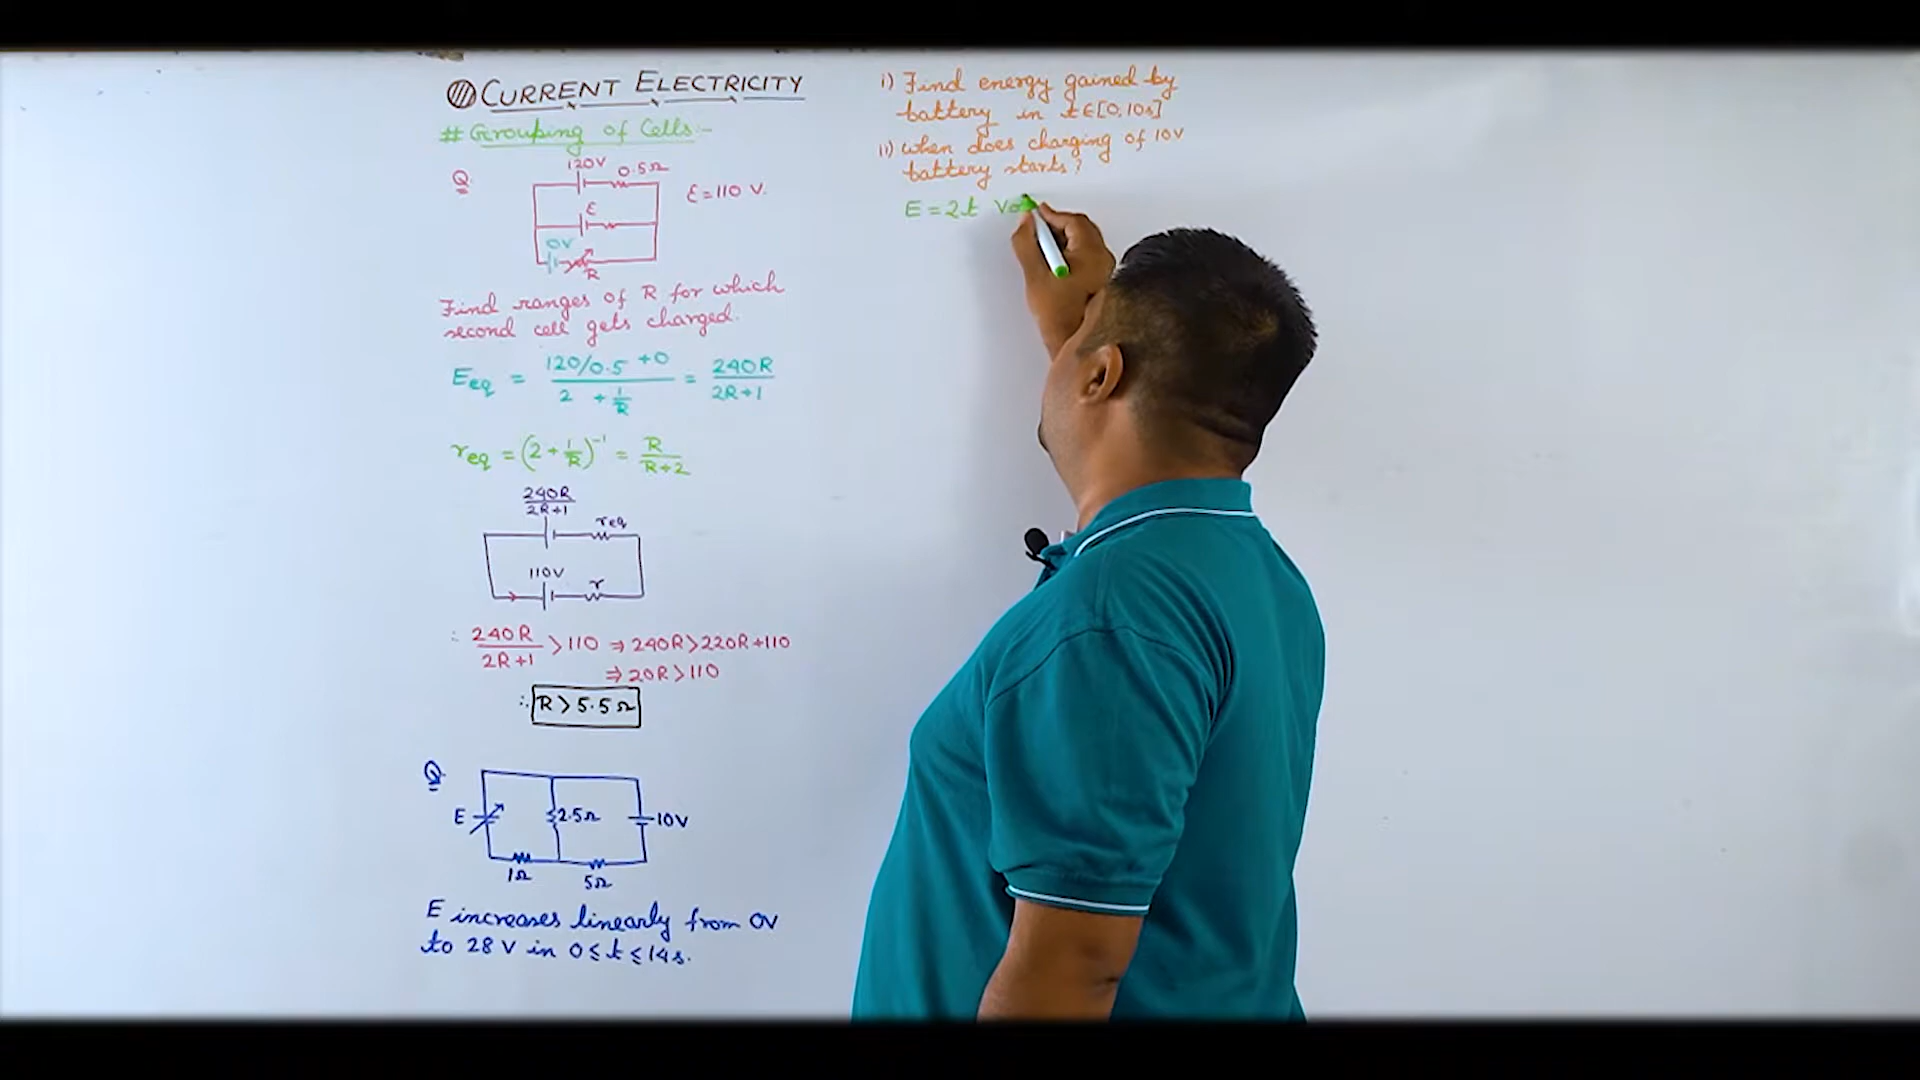 CURRENT ELECTRICITY
# Grouping of Cells:-
Q.
120V
0.5Ω
ε = 110 V.
ε
0V
R
Find ranges of R for which
second cell gets charged.
Eeq = (120/0.5 + 0)/(2 + 1/R) = 240R/(2R+1)
req = (2 + 1/R)⁻¹ = R/(R+2)
240R/(2R+1)
req
110V
r
∴ 240R/(2R+1) > 110 ⇒ 240R > 220R + 110
⇒ 20R > 110
∴ R > 5.5 Ω
Q.
E
2.5Ω
10V
1Ω
5Ω
E increases linearly from 0V
to 28 V in 0 ≤ t ≤ 14s.
i) Find energy gained by
battery in t∈[0,10s]
ii) When does charging of 10V
battery starts?
E = 2t